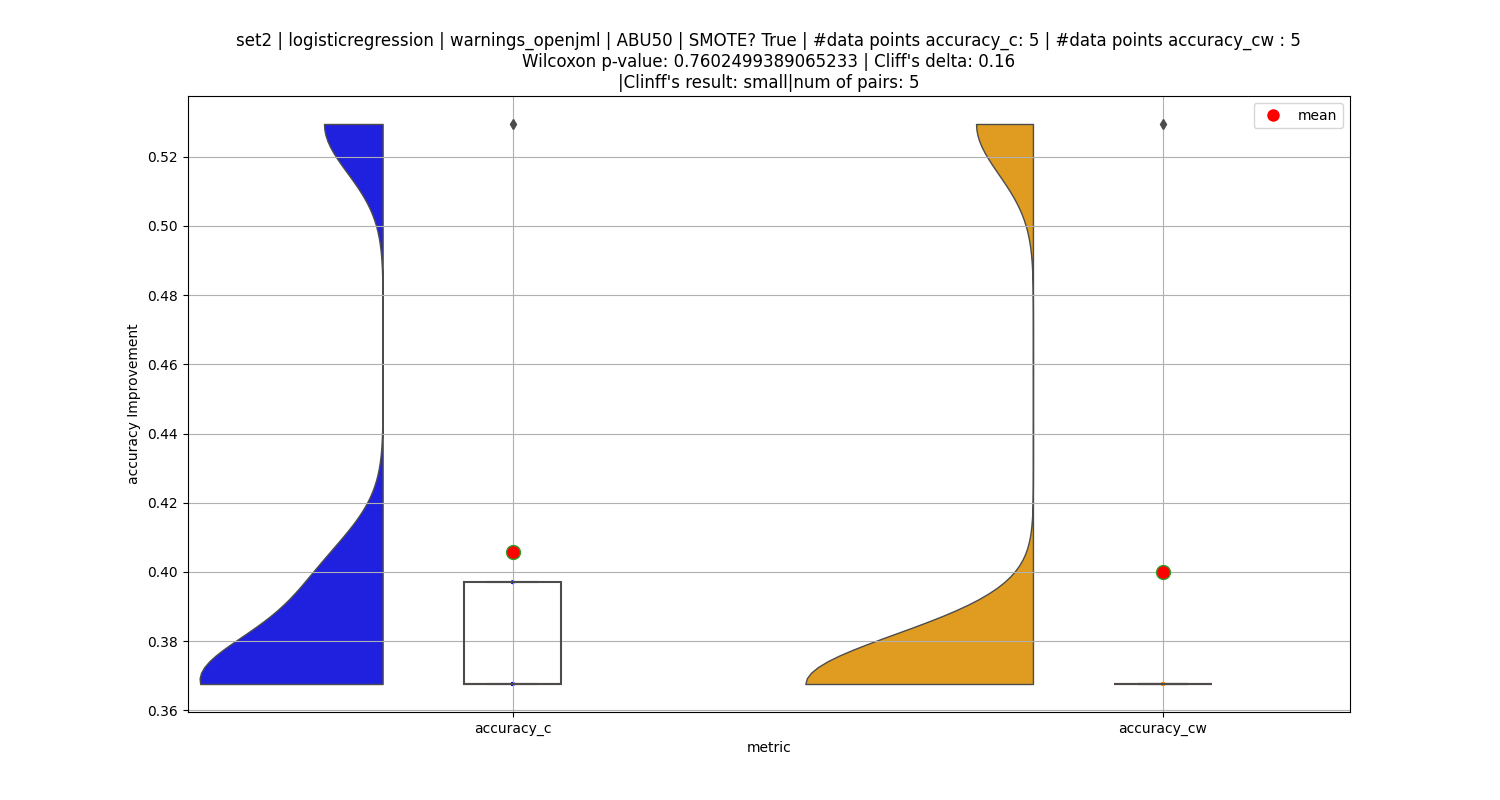 set2 | logisticregression | warnings_openjml | ABU50 | SMOTE? True | #data points accuracy_c: 5 | #data points accuracy_cw : 5
Wilcoxon p-value: 0.7602499389065233 | Cliff's delta: 0.16
|Clinff's result: small|num of pairs: 5
mean
0.52
0.50
0.48
0.46
0.44
0.42
0.40
0.38
0.36
accuracy Improvement
accuracy_c
accuracy_cw
metric